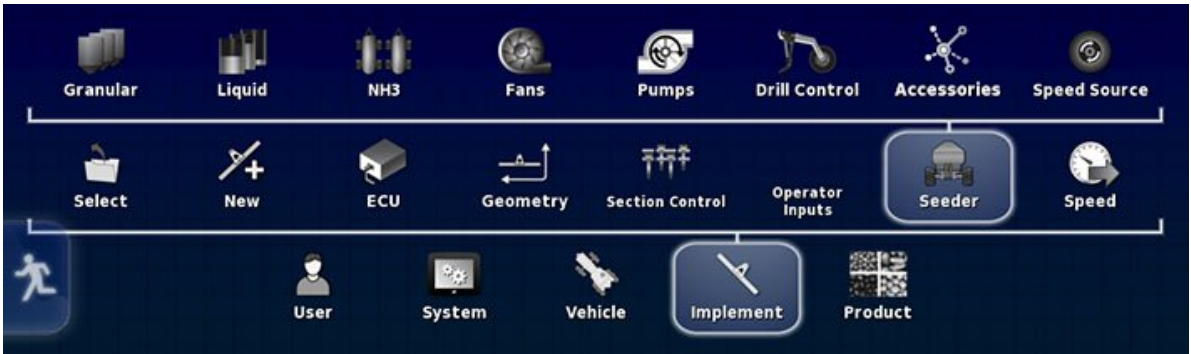 Granular Liquid NH3 Fans Pumps Drill Control Accessories Speed Source
Select New ECU Geometry Section Control Operator Inputs Seeder Speed
User System Vehicle Implement Product